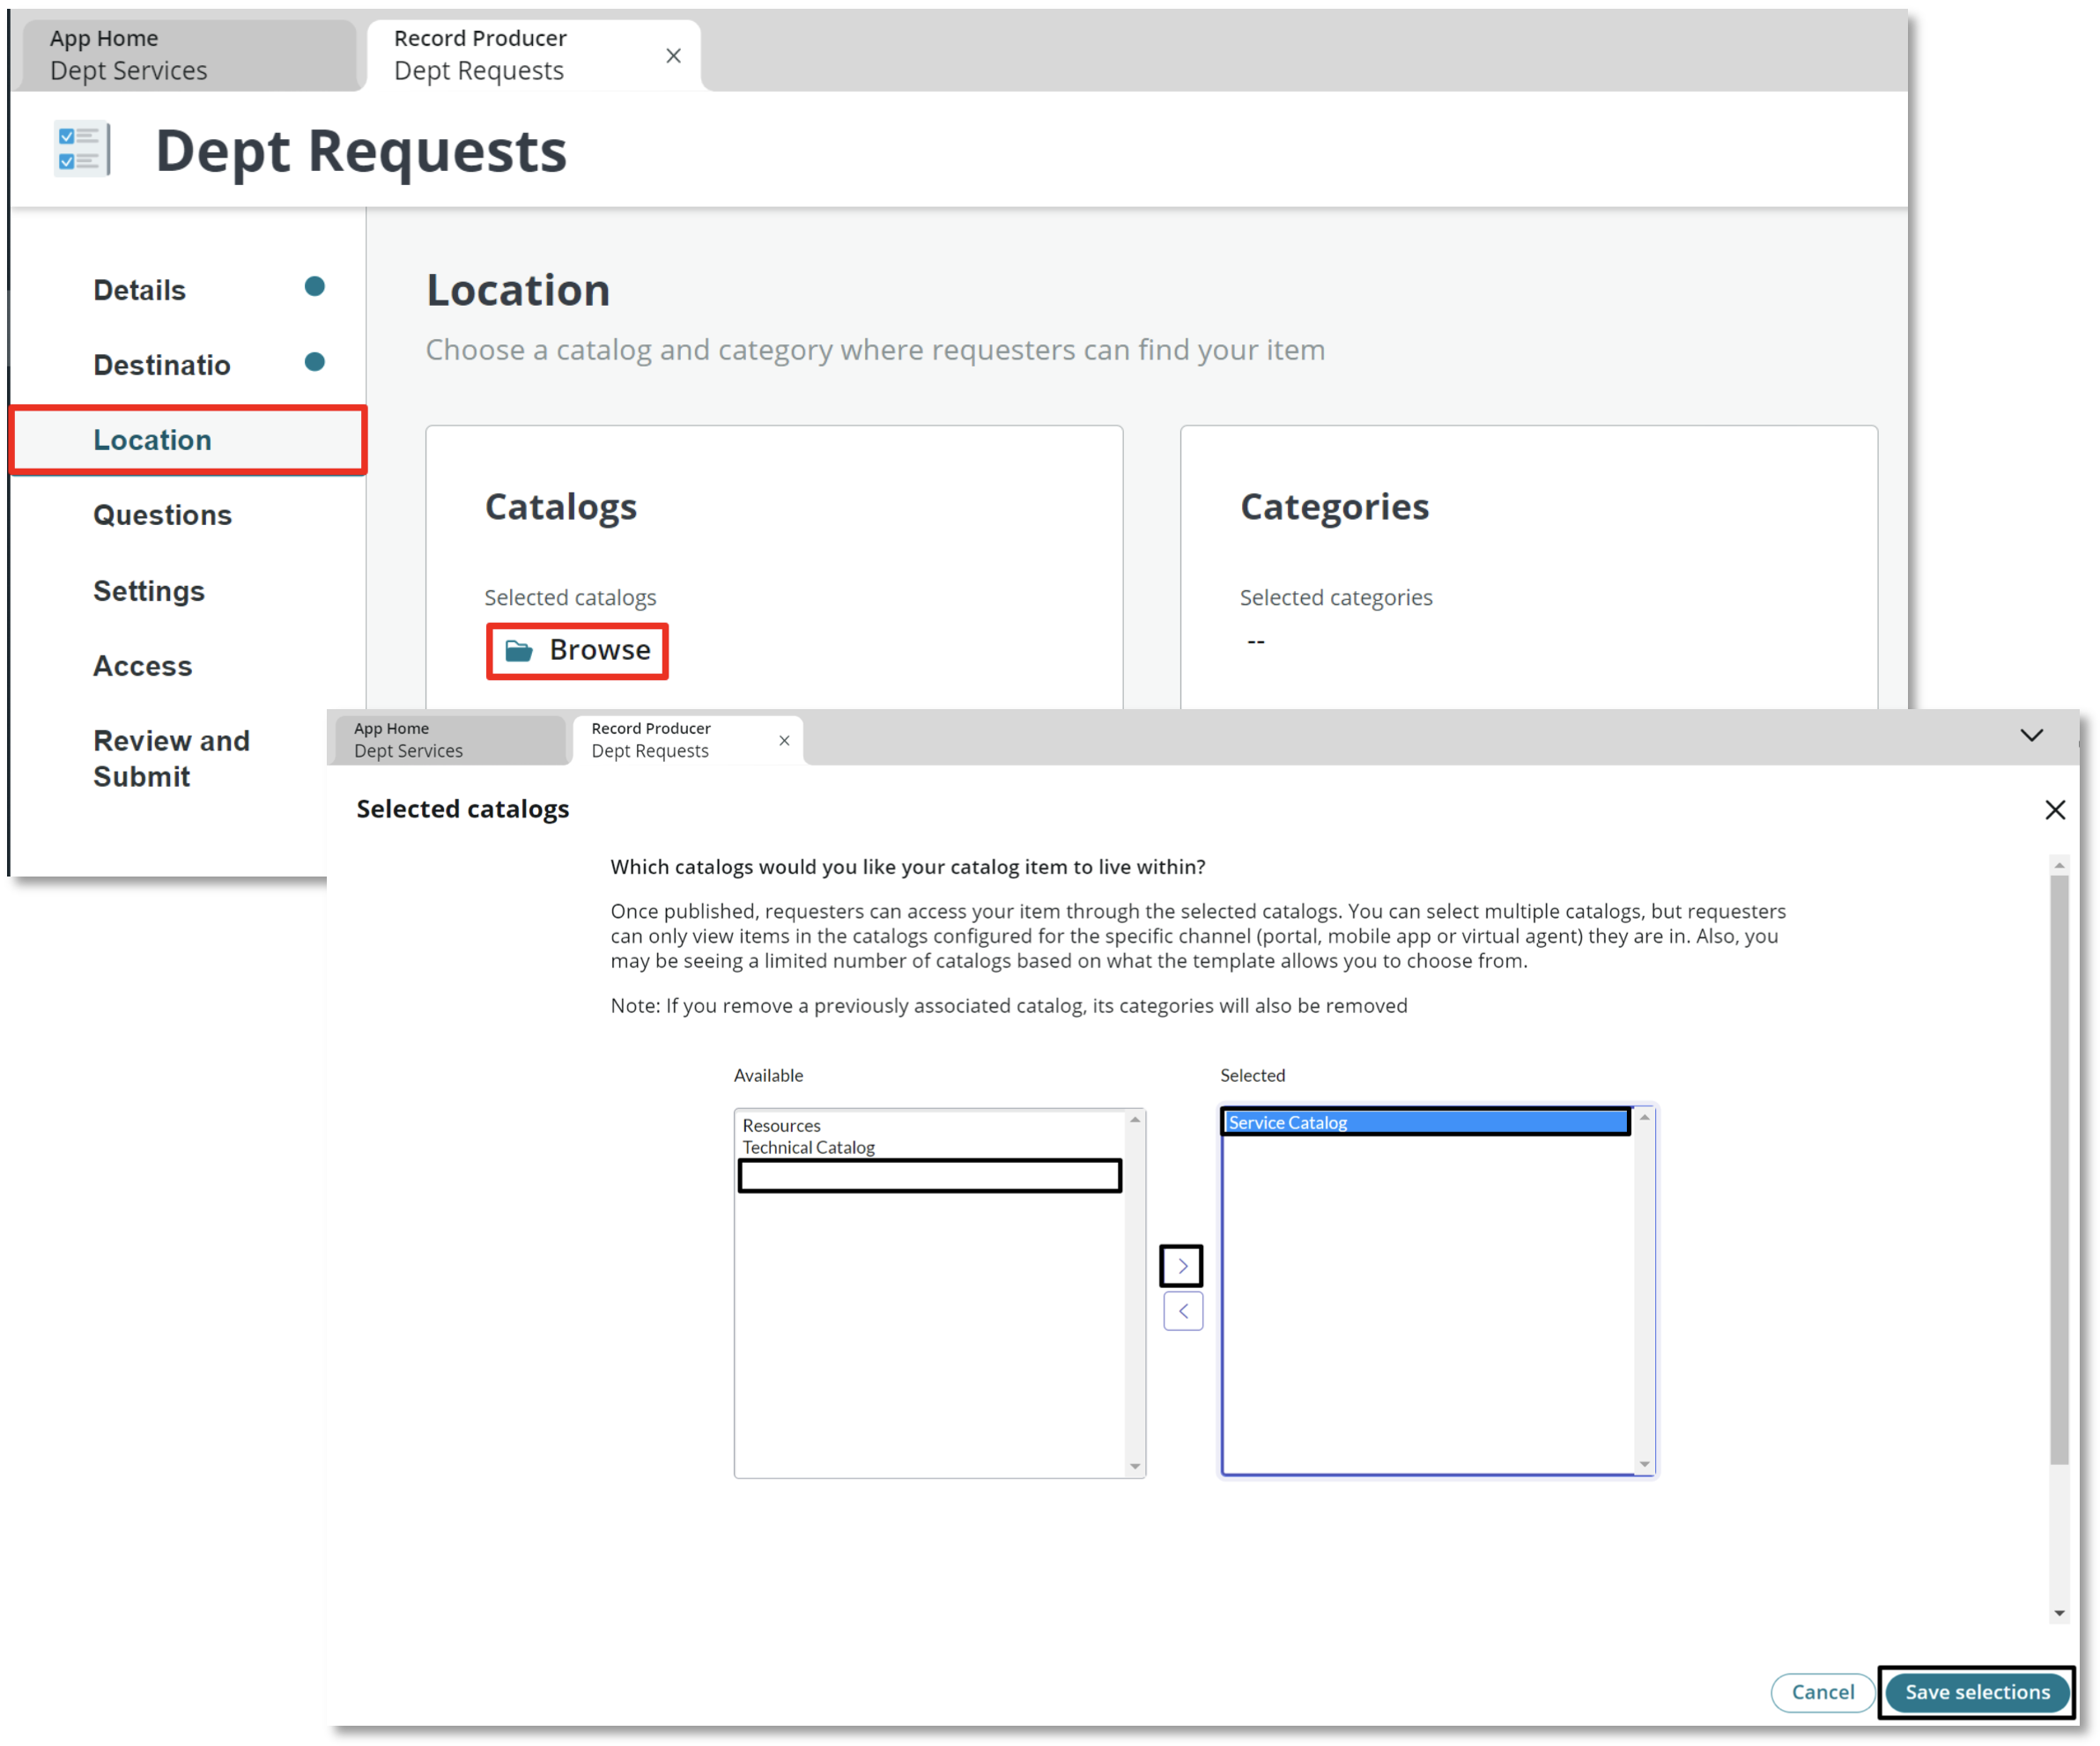 App Home
Dept Services
Record Producer
Dept Requests
Dept Requests
Details
Destinatio
Location
Questions
Settings
Access
Review and
Submit
Location
Choose a catalog and category where requesters can find your item
Catalogs
Selected catalogs
Browse
Categories
Selected categories
--
App Home
Dept Services
Record Producer
Dept Requests
Selected catalogs
Which catalogs would you like your catalog item to live within?
Once published, requesters can access your item through the selected catalogs. You can select multiple catalogs, but requesters
can only view items in the catalogs configured for the specific channel (portal, mobile app or virtual agent) they are in. Also, you
may be seeing a limited number of catalogs based on what the template allows you to choose from.
Note: If you remove a previously associated catalog, its categories will also be removed
Available
Resources
Technical Catalog
Selected
Service Catalog
Cancel
Save selections